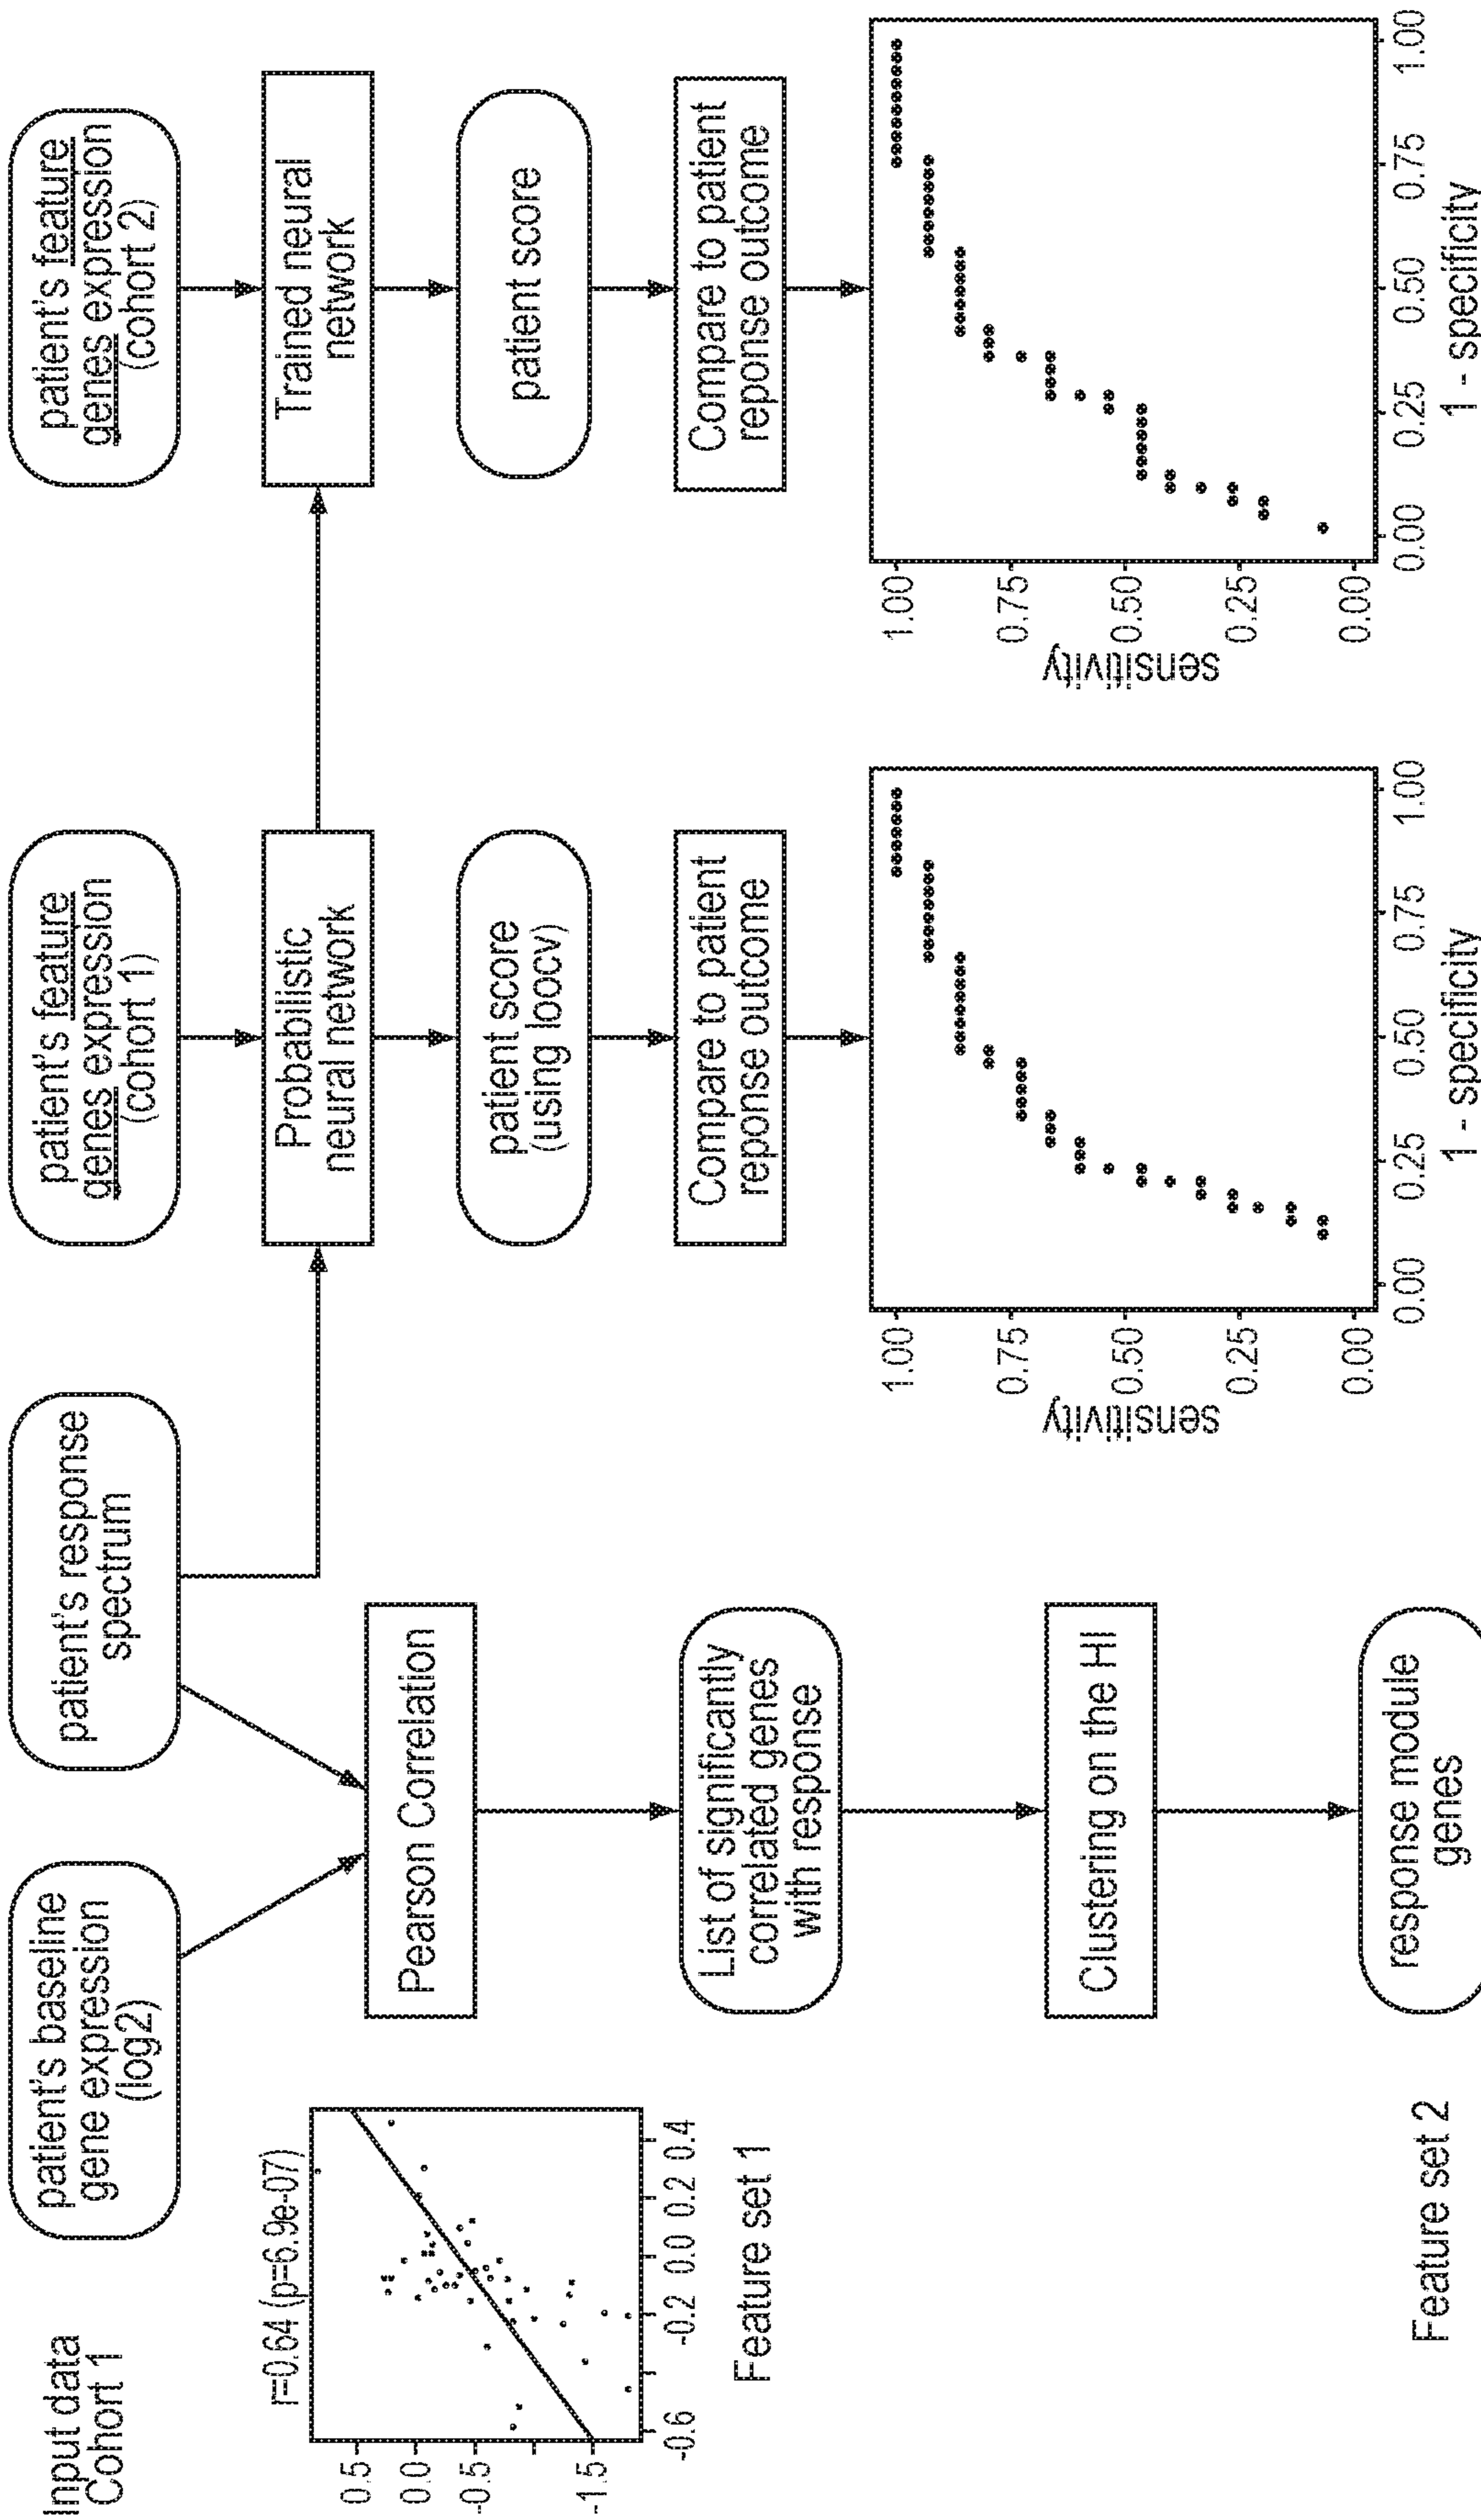 Input data
Cohort 1
patient's baseline
gene expression
(log2)
patient's response
spectrum
r=0.64 (p=6.9e-07)
0.5
0.0
-0.5
-1.5
-0.6
-0.2
0.0
0.2
0.4
Pearson Correlation
Feature set 1
List of significantly
correlated genes
with response
Clustering on the HI
Feature set 2
response module
genes
patient's feature
genes expression
(cohort 1)
Probabilistic
neural network
patient score
(using loocv)
Compare to patient
reponse outcome
sensitivity
1.00
0.75
0.50
0.25
0.00
0.00
0.25
0.50
0.75
1.00
1 - specificity
patient's feature
genes expression
(cohort 2)
Trained neural
network
patient score
Compare to patient
reponse outcome
sensitivity
1.00
0.75
0.50
0.25
0.00
0.00
0.25
0.50
0.75
1.00
1 - specificity